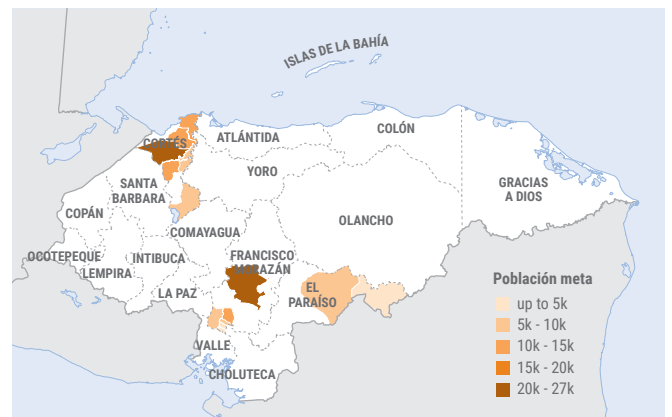 ISLAS DE LA BAHÍA
COLÓN
ATLÁNTIDA
CORTÉS
YORO
SANTA
BARBARA
GRACIAS
A DIOS
COPÁN
OLANCHO
COMAYAGUA
OCOTEPEQUE
INTIBUCA
FRANCISCO
MORAZÁN
LEMPIRA
EL
PARAÍSO
LA PAZ
VALLE
CHOLUTECA
Población meta
up to 5k
5k - 10k
10k - 15k
15k - 20k
20k - 27k